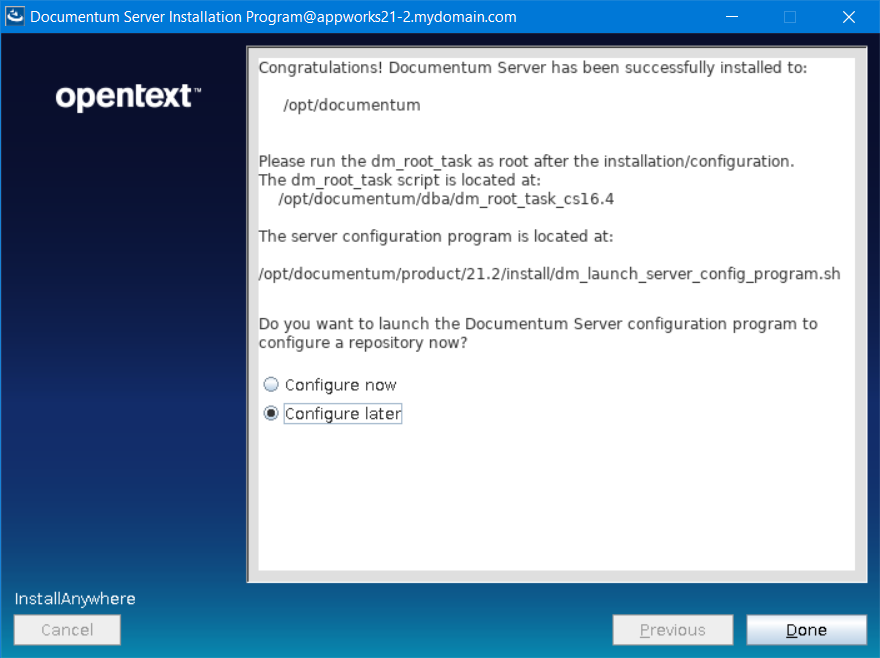 Documentum Server Installation Program@appworks21-2.mydomain.com
opentext™
Congratulations! Documentum Server has been successfully installed to:
/opt/documentum
Please run the dm_root_task as root after the installation/configuration.
The dm_root_task script is located at:
/opt/documentum/dba/dm_root_task_cs16.4
The server configuration program is located at:
/opt/documentum/product/21.2/install/dm_launch_server_config_program.sh
Do you want to launch the Documentum Server configuration program to
configure a repository now?
Configure now
Configure later
InstallAnywhere
Cancel
Previous
Done